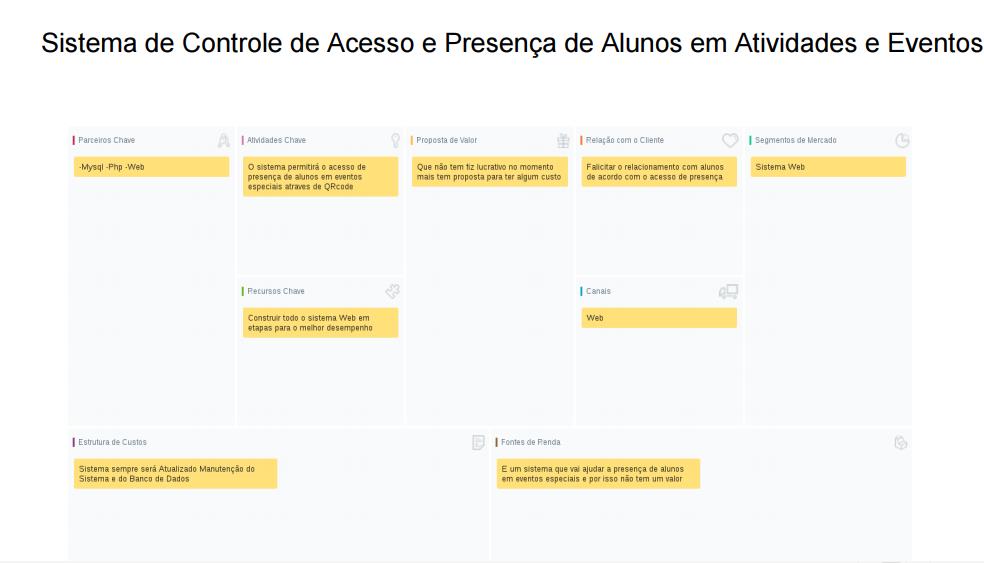 Sistema de Controle de Acesso e Presença de Alunos em Atividades e Eventos
Parceiros Chave
-Mysql -Php -Web
Atividades Chave
O sistema permitirá o acesso de
presença de alunos em eventos
especiais atraves de QRcode
Proposta de Valor
Que não tem fiz lucrativo no momento
mais tem proposta para ter algum custo
Relação com o Cliente
Falicitar o relacionamento com alunos
de acordo com o acesso de presença
Segmentos de Mercado
Sistema Web
Recursos Chave
Construir todo o sistema Web em
etapas para o melhor desempenho
Canais
Web
Estrutura de Custos
Sistema sempre será Atualizado Manutenção do
Sistema e do Banco de Dados
Fontes de Renda
E um sistema que vai ajudar a presença de alunos
em eventos especiais e por isso não tem um valor